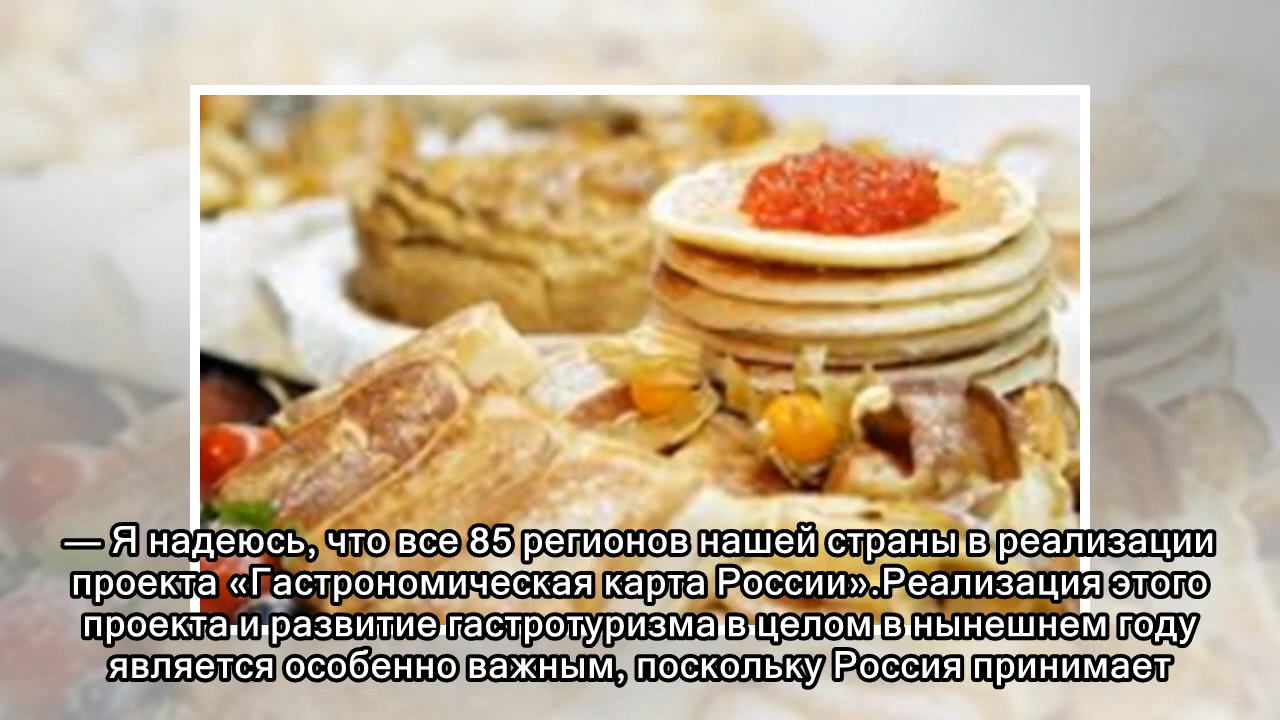 — Я надеюсь, что все 85 регионов нашей страны в реализации
проекта «Гастрономическая карта России».Реализация этого
проекта и развитие гастротуризма в целом в нынешнем году
является особенно важным, поскольку Россия принимает